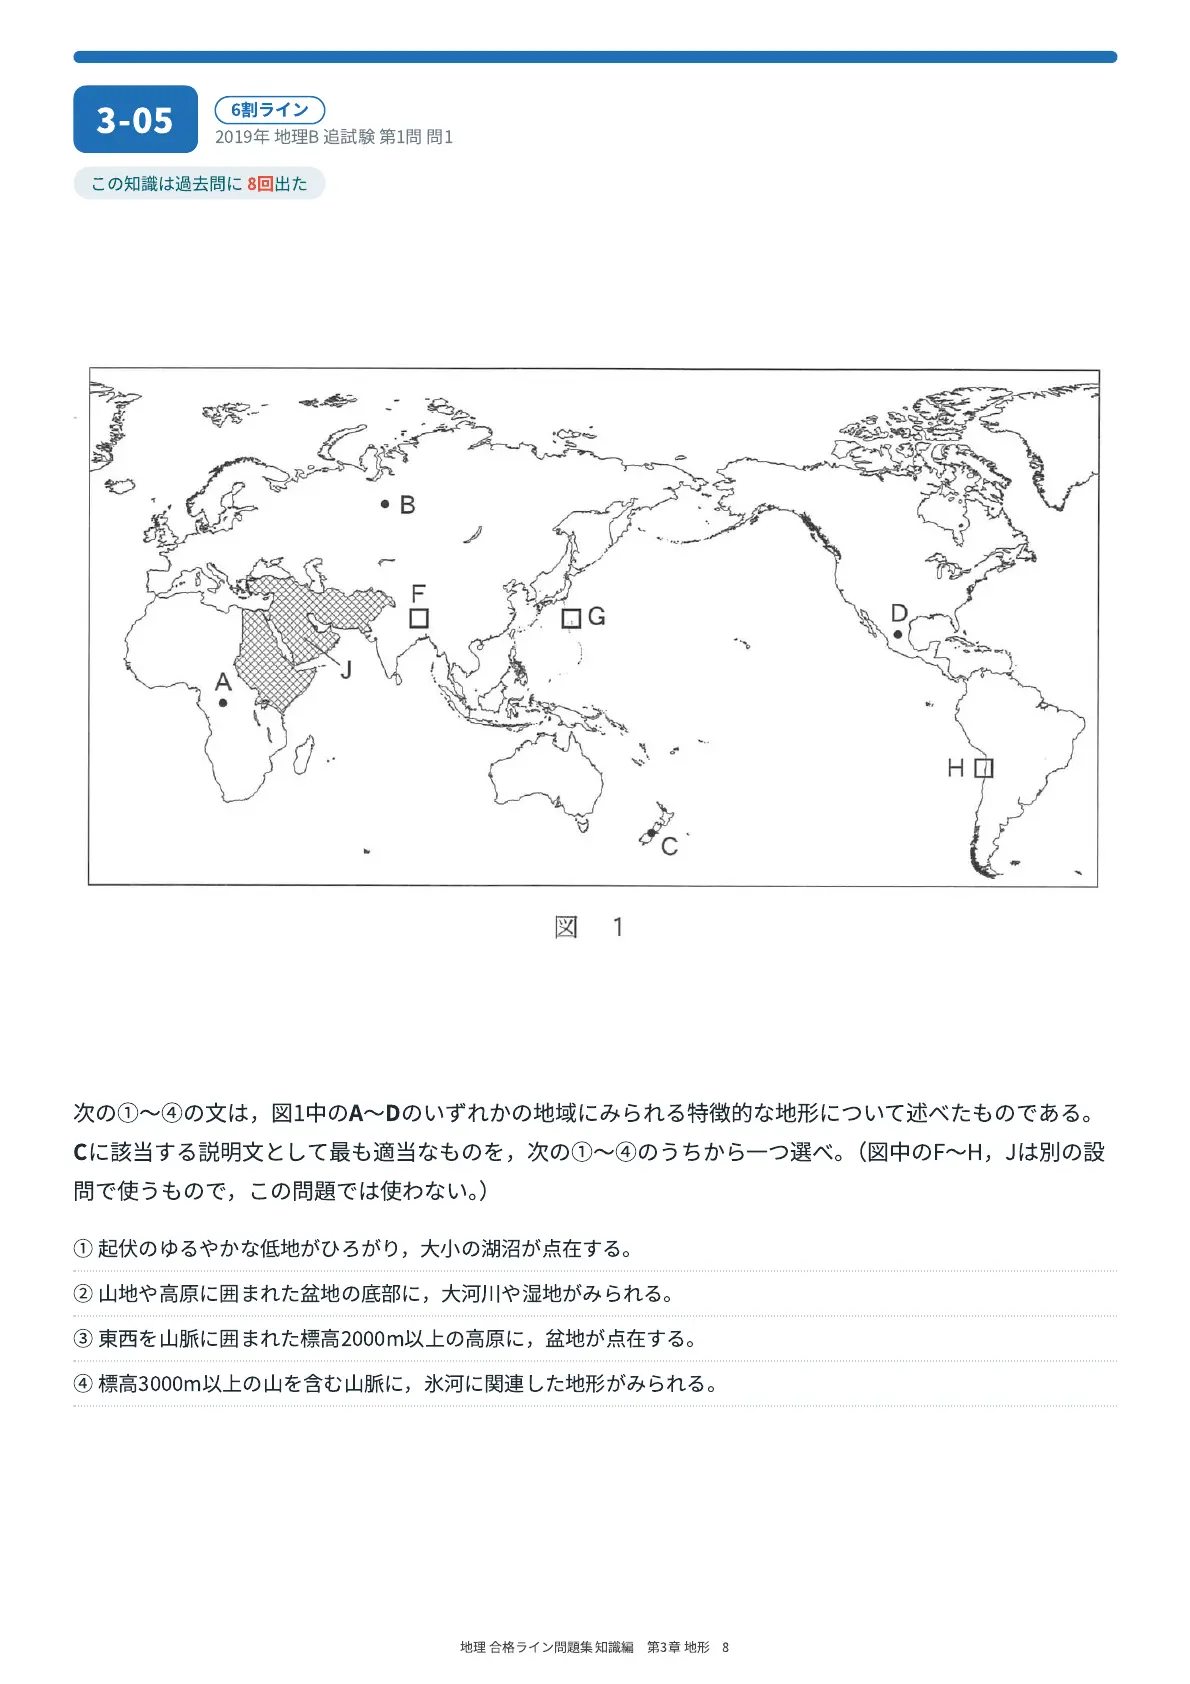 3-05
6割ライン
2019年 地理B 追試験 第1問 問1
この知識は過去問に 8回出た
B
F
G
D
J
A
H
C
図 1
次の①〜④の文は，図1中のA〜Dのいずれかの地域にみられる特徴的な地形について述べたものである。
Cに該当する説明文として最も適当なものを，次の①〜④のうちから一つ選べ。（図中のF〜H，Jは別の設
問で使うもので，この問題では使わない。）
① 起伏のゆるやかな低地がひろがり，大小の湖沼が点在する。
② 山地や高原に囲まれた盆地の底部に，大河川や湿地がみられる。
③ 東西を山脈に囲まれた標高2000m以上の高原に，盆地が点在する。
④ 標高3000m以上の山を含む山脈に，氷河に関連した地形がみられる。
地理 合格ライン問題集 知識編 第3章 地形 8